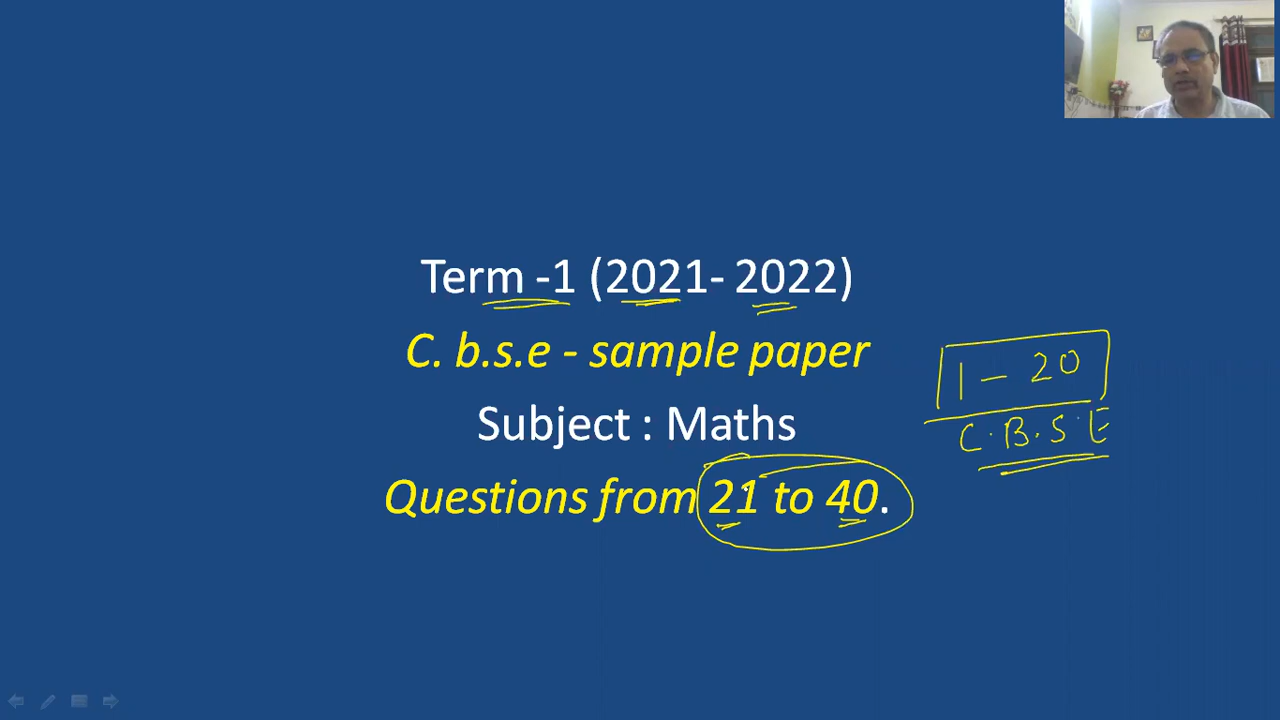 Term -1 (2021- 2022)
C. b.s.e - sample paper
Subject : Maths
Questions from 21 to 40.
1 - 20
C.B.S.E